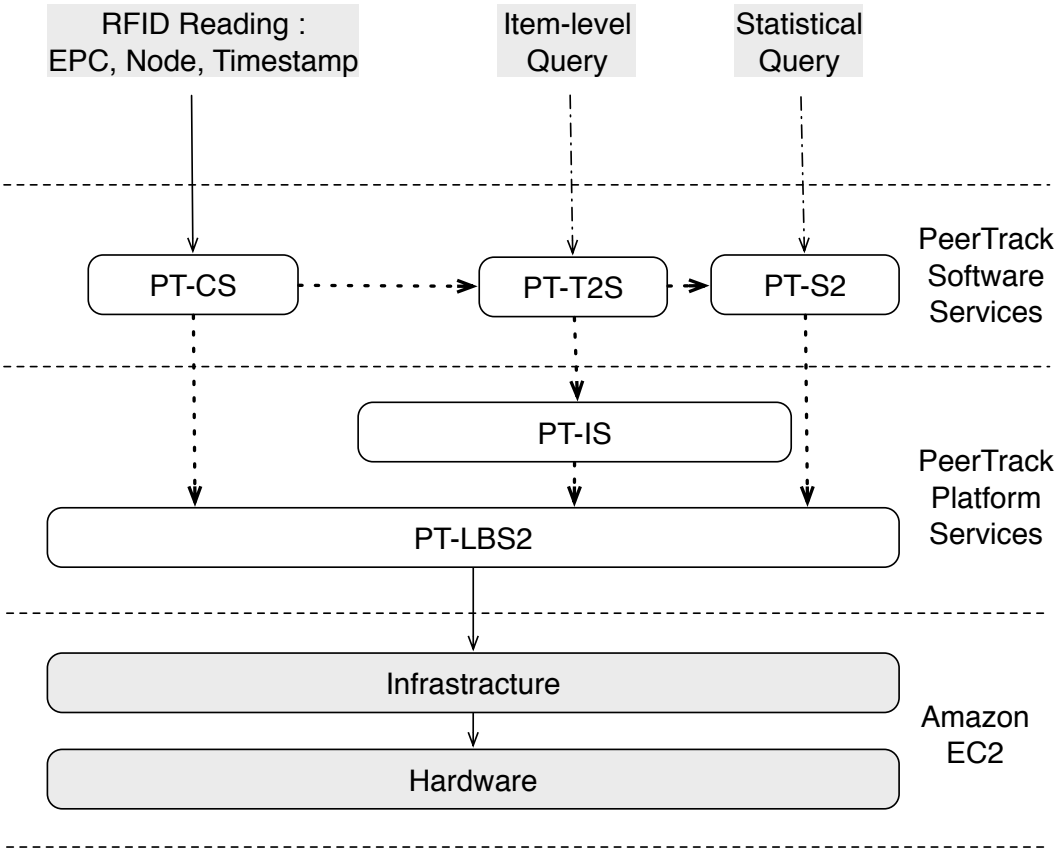 RFID Reading :
EPC, Node, Timestamp
Item-level
Query
Statistical
Query
PT-CS
PT-T2S
PT-S2
PeerTrack
Software
Services
PT-IS
PT-LBS2
PeerTrack
Platform
Services
Infrastracture
Hardware
Amazon
EC2